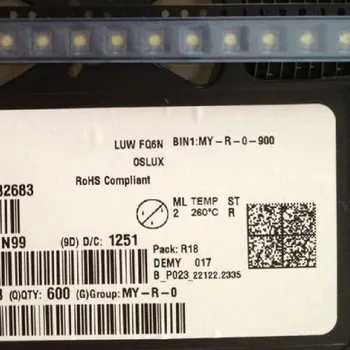 LUW FQ6N BIN1:MY-R-0-900
OSLUX
RoHS Compliant
32683
ML TEMP ST
2 260°C R
N99
(9D) D/C: 1251
Pack: R18
DEMY 017
B_P023_22122.2335
(Q)QTY: 600 (G)Group: MY-R-0